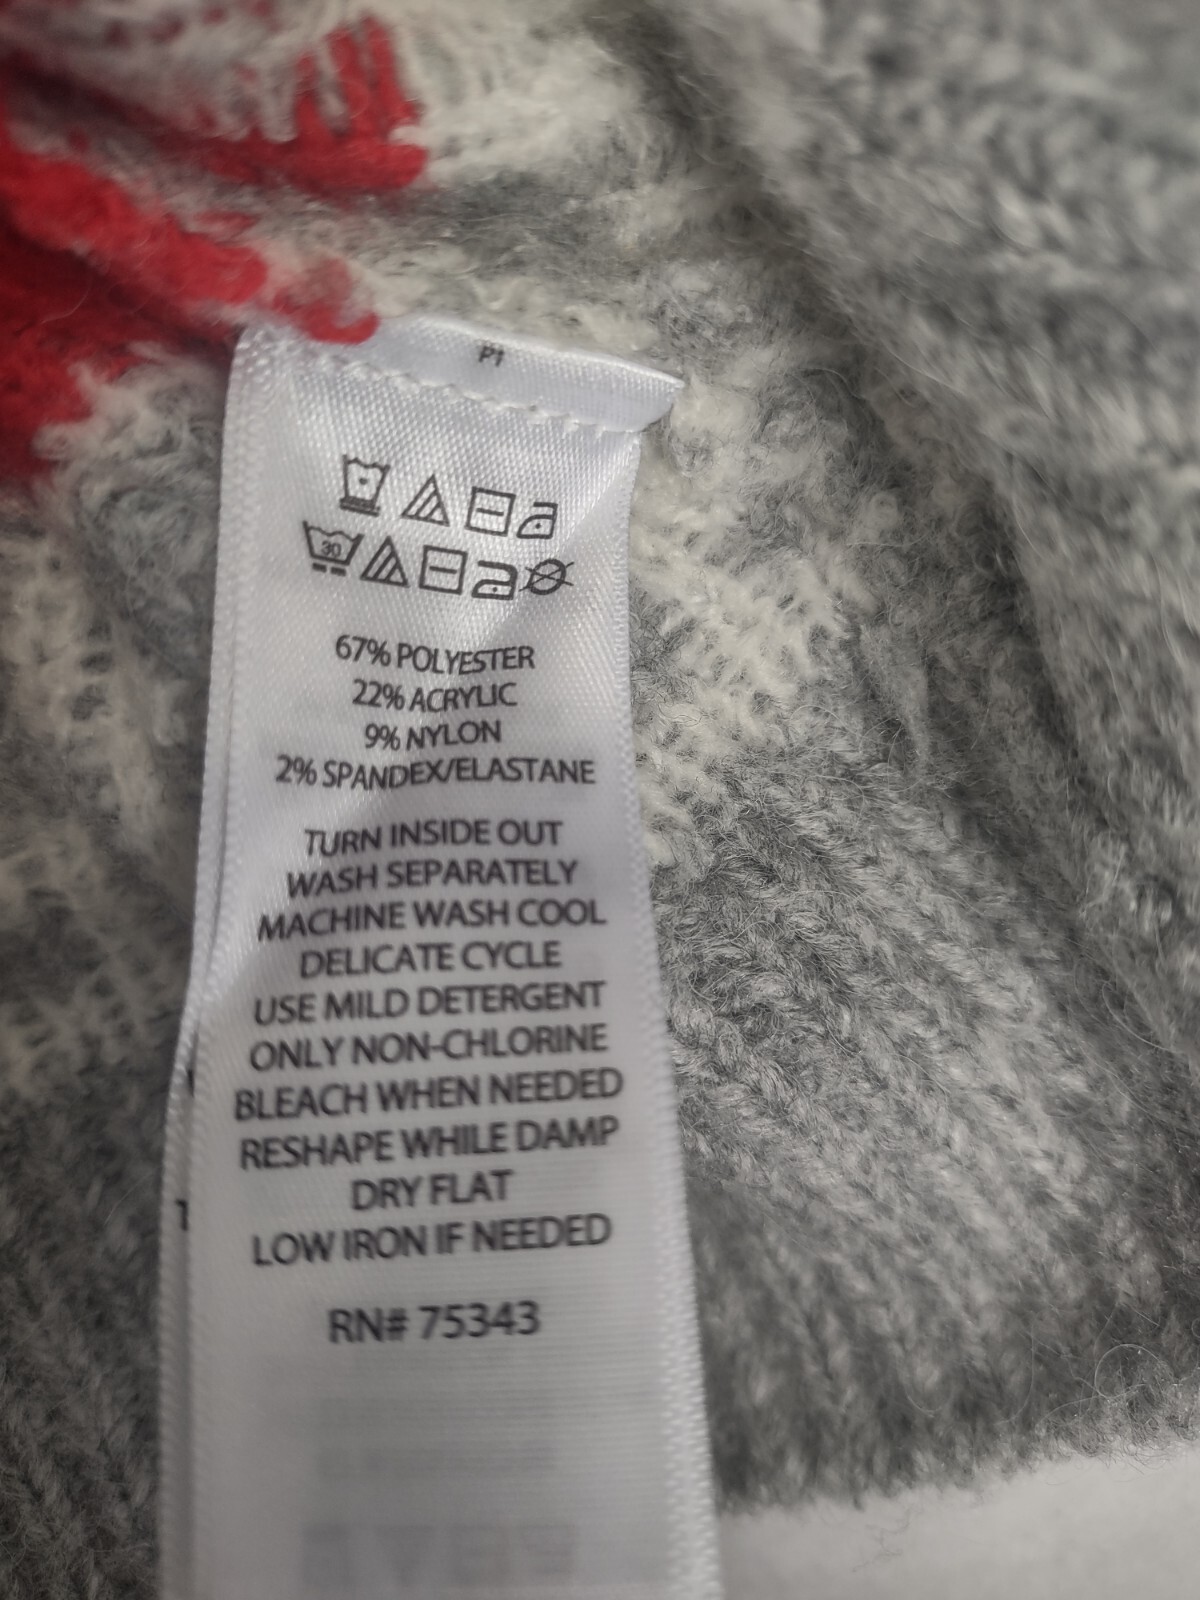 P1
30
67% POLYESTER
22% ACRYLIC
9% NYLON
2% SPANDEX/ELASTANE
TURN INSIDE OUT
WASH SEPARATELY
MACHINE WASH COOL
DELICATE CYCLE
USE MILD DETERGENT
ONLY NON-CHLORINE
BLEACH WHEN NEEDED
RESHAPE WHILE DAMP
DRY FLAT
LOW IRON IF NEEDED
RN# 75343